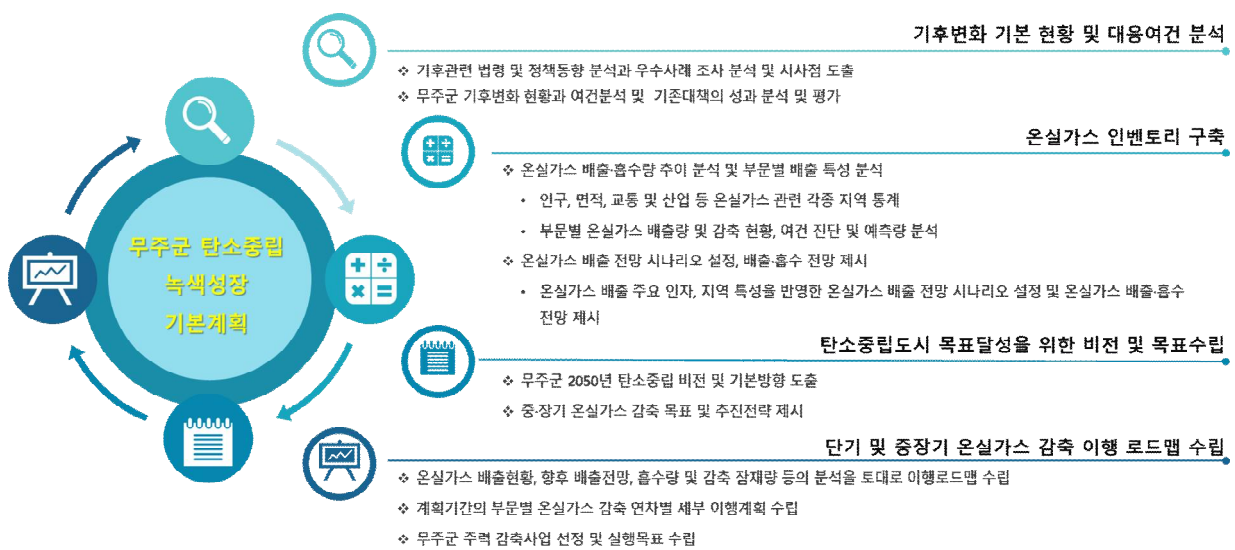 무주군 탄소중립
녹색성장
기본계획
기후변화 기본 현황 및 대응여건 분석
❖ 기후관련 법령 및 정책동향 분석과 우수사례 조사 분석 및 시사점 도출
❖ 무주군 기후변화 현황과 여건분석 및 기존대책의 성과 분석 및 평가
온실가스 인벤토리 구축
❖ 온실가스 배출·흡수량 추이 분석 및 부문별 배출 특성 분석
• 인구, 면적, 교통 및 산업 등 온실가스 관련 각종 지역 통계
• 부문별 온실가스 배출량 및 감축 현황, 여건 진단 및 예측량 분석
❖ 온실가스 배출 전망 시나리오 설정, 배출·흡수 전망 제시
• 온실가스 배출 주요 인자, 지역 특성을 반영한 온실가스 배출 전망 시나리오 설정 및 온실가스 배출·흡수
전망 제시
탄소중립도시 목표달성을 위한 비전 및 목표수립
❖ 무주군 2050년 탄소중립 비전 및 기본방향 도출
❖ 중·장기 온실가스 감축 목표 및 추진전략 제시
단기 및 중장기 온실가스 감축 이행 로드맵 수립
❖ 온실가스 배출현황, 향후 배출전망, 흡수량 및 감축 잠재량 등의 분석을 토대로 이행로드맵 수립
❖ 계획기간의 부문별 온실가스 감축 연차별 세부 이행계획 수립
❖ 무주군 주력 감축사업 선정 및 실행목표 수립